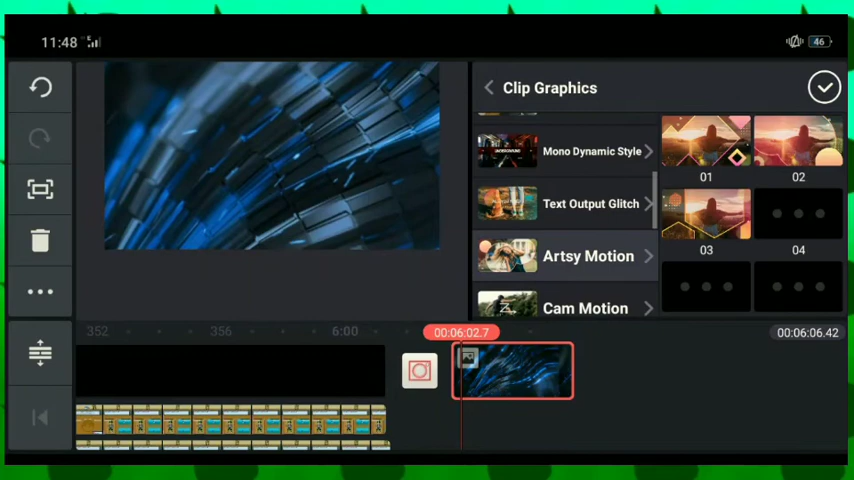 11:48
46
Clip Graphics
Mono Dynamic Style
Text Output Glitch
Artsy Motion
Cam Motion
01
02
03
04
352
356
6:00
00:06:02.7
00:06:06.42